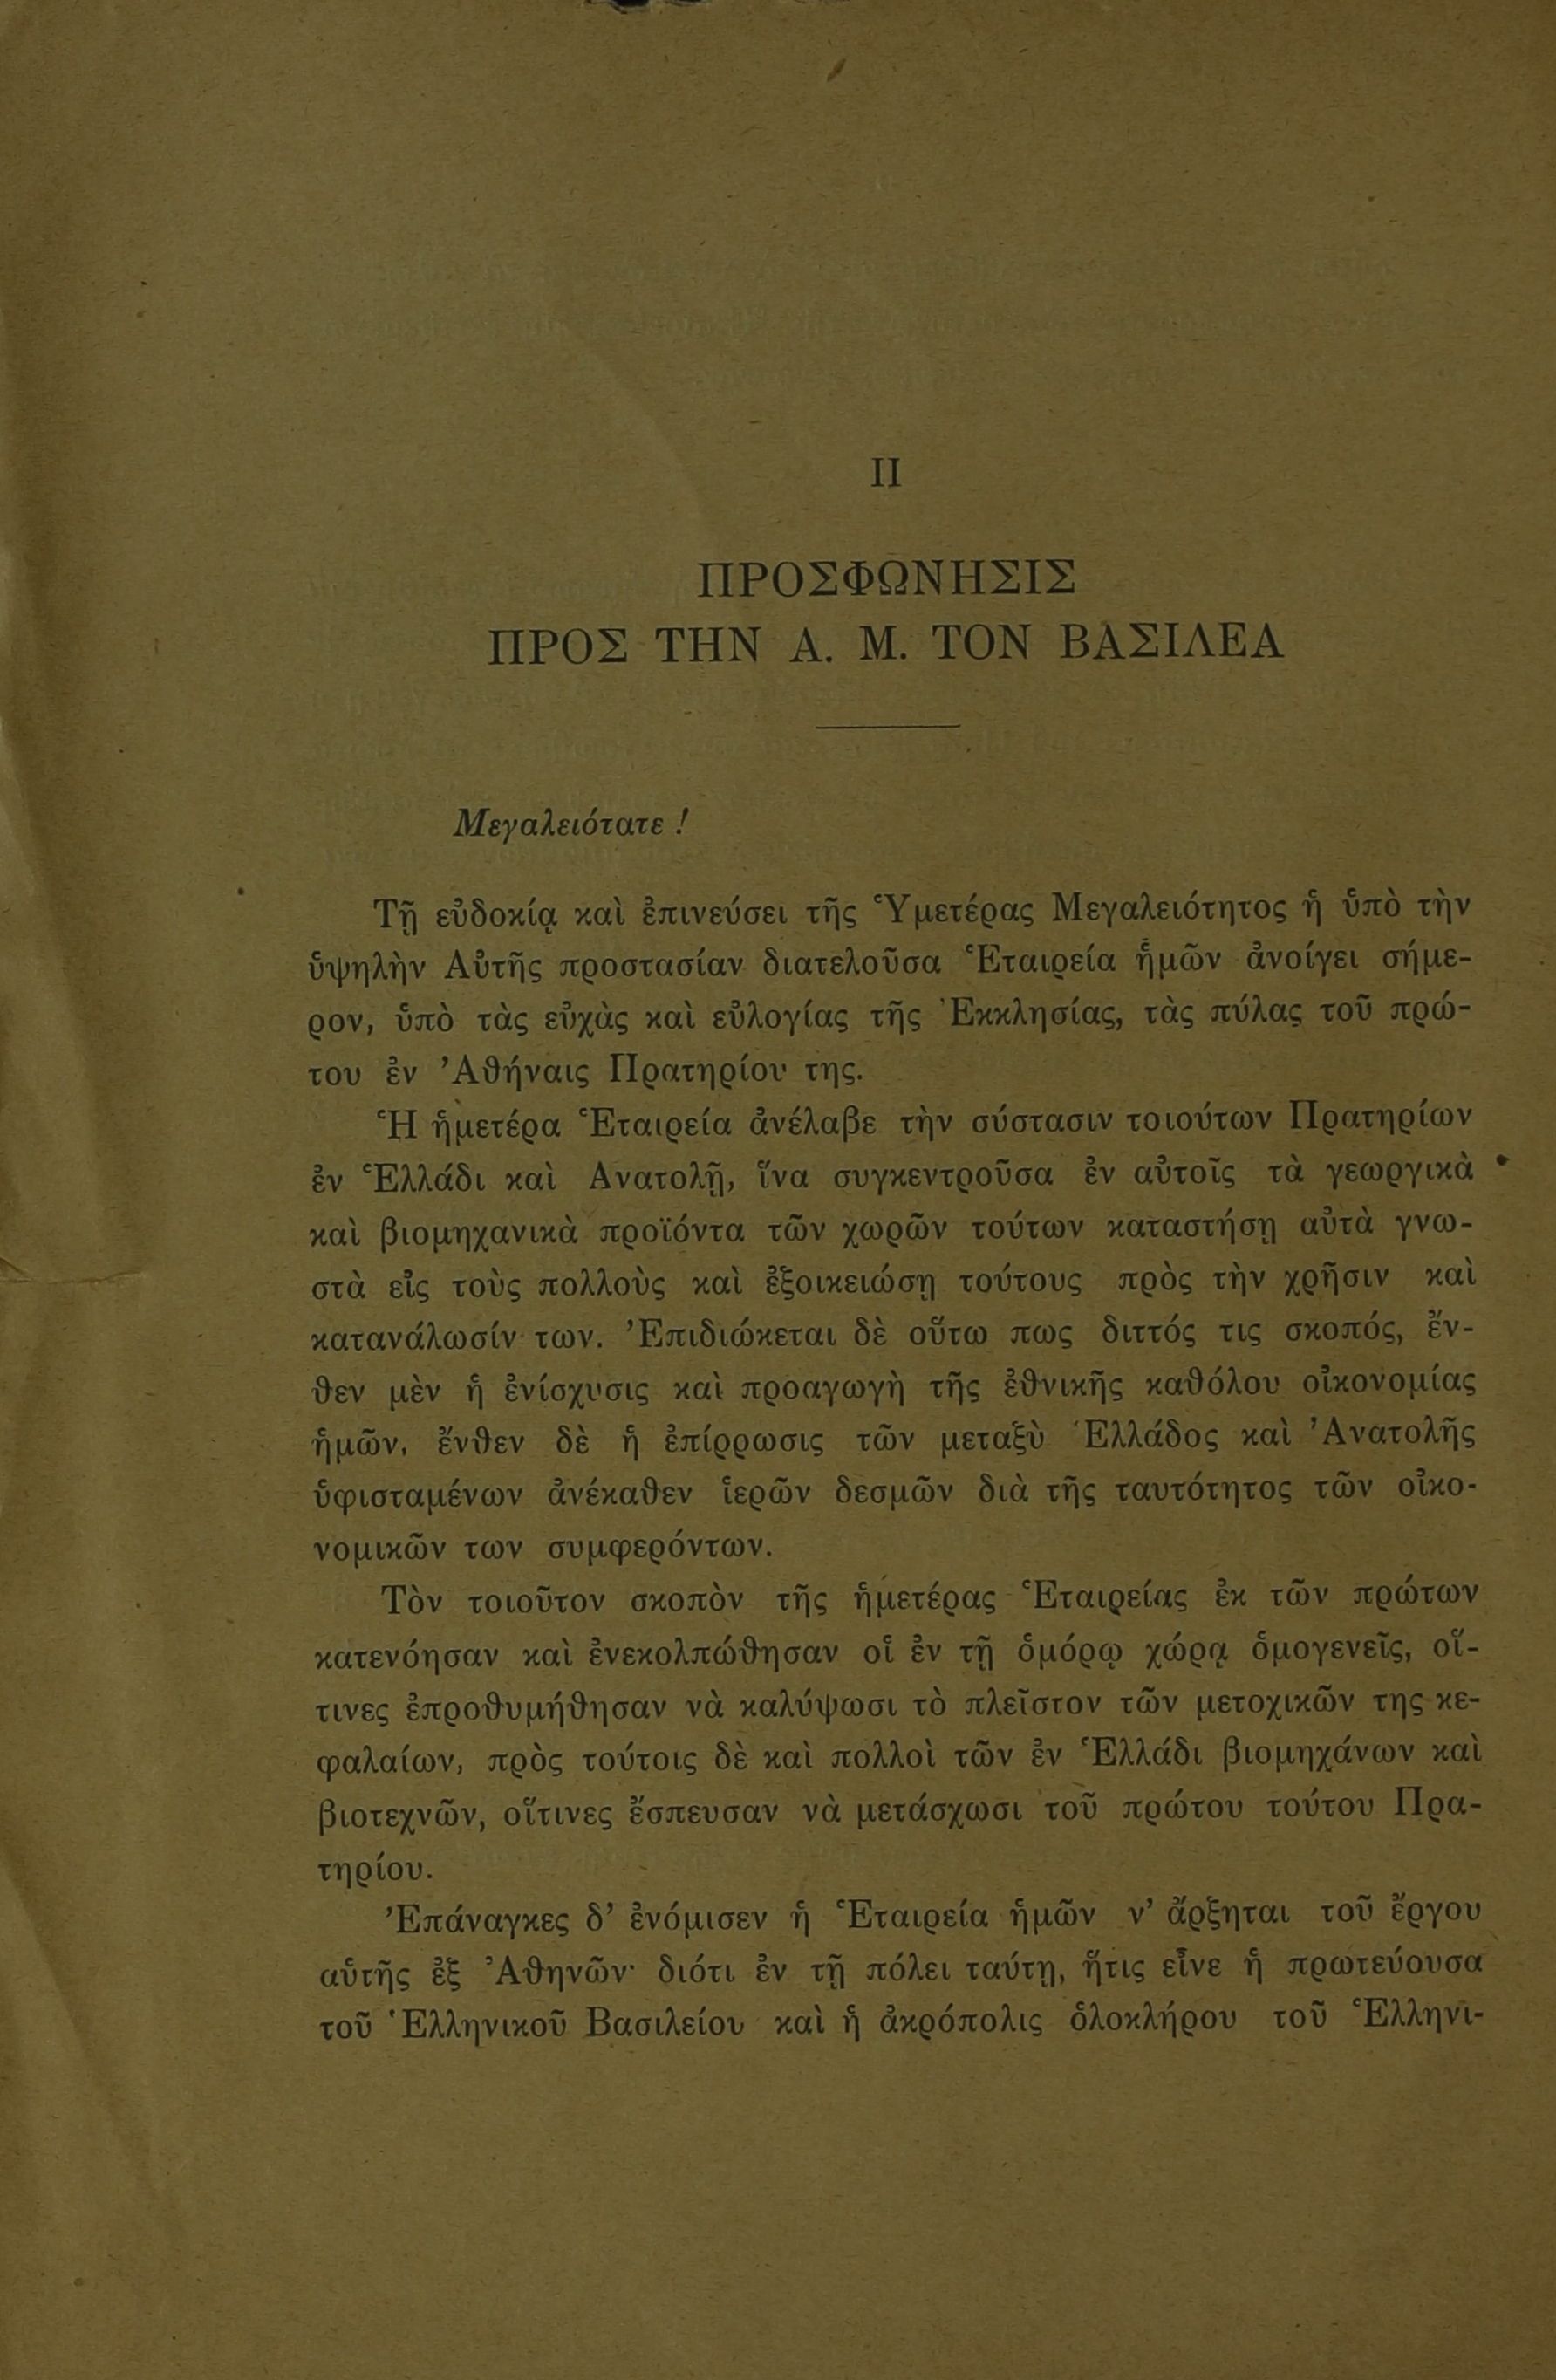 II
ΠΡΟΣΦΩΝΗΣΙΣ
ΠΡΟΣ ΤΗΝ Α. Μ. ΤΟΝ ΒΑΣΙΛΕΑ
Μεγαλειότατε !
Τῇ εὐδοκίᾳ καὶ ἐπινεύσει τῆς Ὑμετέρας Μεγαλειότητος ἡ ὑπὸ τὴν
ὑψηλὴν Αὐτῆς προστασίαν διατελοῦσα Ἑταιρεία ἡμῶν ἀνοίγει σήμε-
ρον, ὑπὸ τὰς εὐχὰς καὶ εὐλογίας τῆς Ἐκκλησίας, τὰς πύλας τοῦ πρώ-
του ἐν Ἀθήναις Πρατηρίου της.
Ἡ ἡμετέρα Ἑταιρεία ἀνέλαβε τὴν σύστασιν τοιούτων Πρατηρίων
ἐν Ἑλλάδι καὶ Ανατολῇ, ἵνα συγκεντροῦσα ἐν αὐτοῖς τὰ γεωργικὰ
καὶ βιομηχανικὰ προϊόντα τῶν χωρῶν τούτων καταστήσῃ αὐτὰ γνω-
στὰ εἰς τοὺς πολλοὺς καὶ ἐξοικειώσῃ τούτους πρὸς τὴν χρῆσιν καὶ
κατανάλωσίν των. Ἐπιδιώκεται δὲ οὕτω πως διττός τις σκοπός, ἔν-
θεν μὲν ἡ ἐνίσχυσις καὶ προαγωγὴ τῆς ἐθνικῆς καθόλου οἰκονομίας
ἡμῶν, ἔνθεν δὲ ἡ ἐπίρρωσις τῶν μεταξὺ Ἑλλάδος καὶ Ἀνατολῆς
ὑφισταμένων ἀνέκαθεν ἱερῶν δεσμῶν διὰ τῆς ταυτότητος τῶν οἰκο-
νομικῶν των συμφερόντων.
Τὸν τοιοῦτον σκοπὸν τῆς ἡμετέρας Ἑταιρείας ἐκ τῶν πρώτων
κατενόησαν καὶ ἐνεκολπώθησαν οἱ ἐν τῇ ὁμόρῳ χώρᾳ ὁμογενεῖς, οἵ-
τινες ἐπροθυμήθησαν νὰ καλύψωσι τὸ πλεῖστον τῶν μετοχικῶν της κε-
φαλαίων, πρὸς τούτοις δὲ καὶ πολλοὶ τῶν ἐν Ἑλλάδι βιομηχάνων καὶ
βιοτεχνῶν, οἵτινες ἔσπευσαν νὰ μετάσχωσι τοῦ πρώτου τούτου Πρα-
τηρίου.
Ἐπάναγκες δ’ ἐνόμισεν ἡ Ἑταιρεία ἡμῶν ν’ ἄρξηται τοῦ ἔργου
αὑτῆς ἐξ Ἀθηνῶν· διότι ἐν τῇ πόλει ταύτῃ, ἥτις εἶνε ἡ πρωτεύουσα
τοῦ Ἑλληνικοῦ Βασιλείου καὶ ἡ ἀκρόπολις ὁλοκλήρου τοῦ Ἑλληνι-